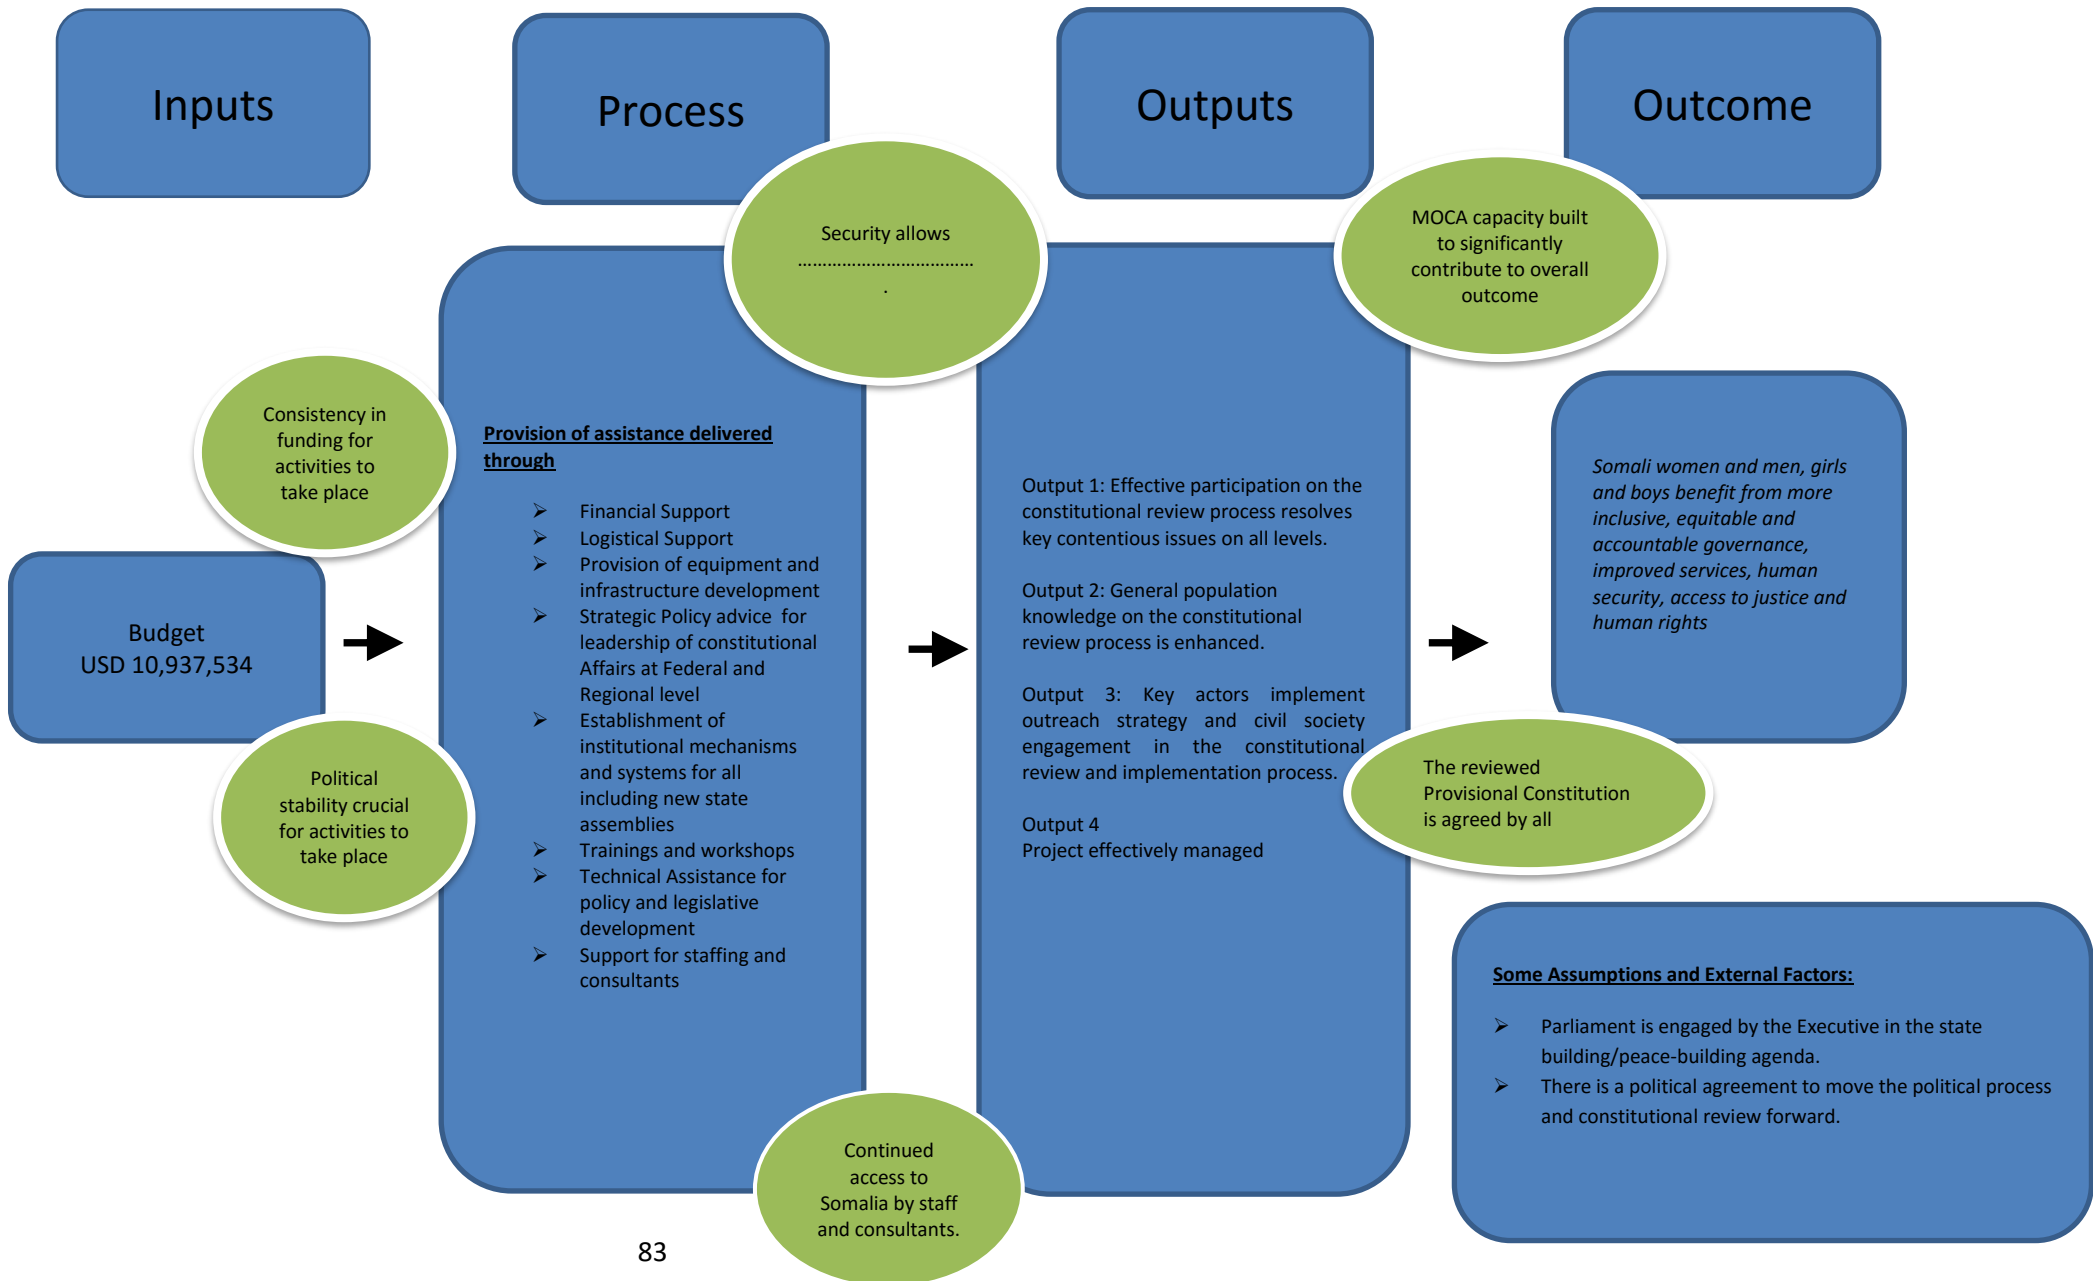 Inputs
Process
Outputs
Outcome
Security allows
....................................
.
MOCA capacity built
to significantly
contribute to overall
outcome
Consistency in
funding for
activities to
take place
Budget
USD 10,937,534
Political
stability crucial
for activities to
take place
Provision of assistance delivered
through
➢ Financial Support
➢ Logistical Support
➢ Provision of equipment and
infrastructure development
➢ Strategic Policy advice for
leadership of constitutional
Affairs at Federal and
Regional level
➢ Establishment of
institutional mechanisms
and systems for all
including new state
assemblies
➢ Trainings and workshops
➢ Technical Assistance for
policy and legislative
development
➢ Support for staffing and
consultants
Continued
access to
Somalia by staff
and consultants.
Output 1: Effective participation on the
constitutional review process resolves
key contentious issues on all levels.
Output 2: General population
knowledge on the constitutional
review process is enhanced.
Output 3: Key actors implement
outreach strategy and civil society
engagement in the constitutional
review and implementation process.
Output 4
Project effectively managed
Somali women and men, girls
and boys benefit from more
inclusive, equitable and
accountable governance,
improved services, human
security, access to justice and
human rights
The reviewed
Provisional Constitution
is agreed by all
Some Assumptions and External Factors:
➢ Parliament is engaged by the Executive in the state
building/peace-building agenda.
➢ There is a political agreement to move the political process
and constitutional review forward.
83